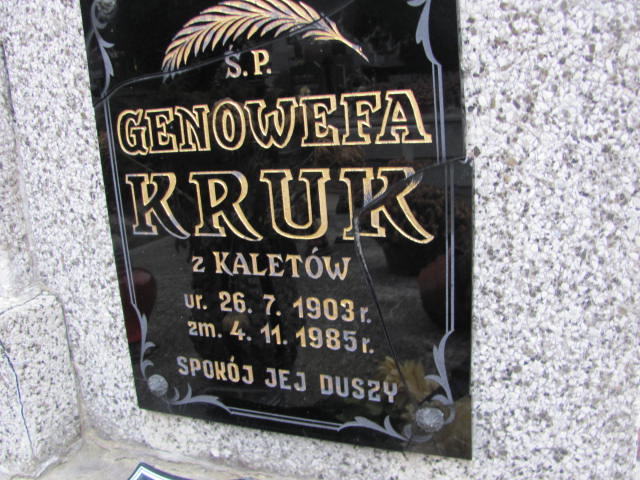 Ś.P.
GENOWEFA
KRUK
z KALETÓW
ur. 26. 7. 1903 r.
zm. 4. 11. 1985 r.
SPOKÓJ JEJ DUSZY